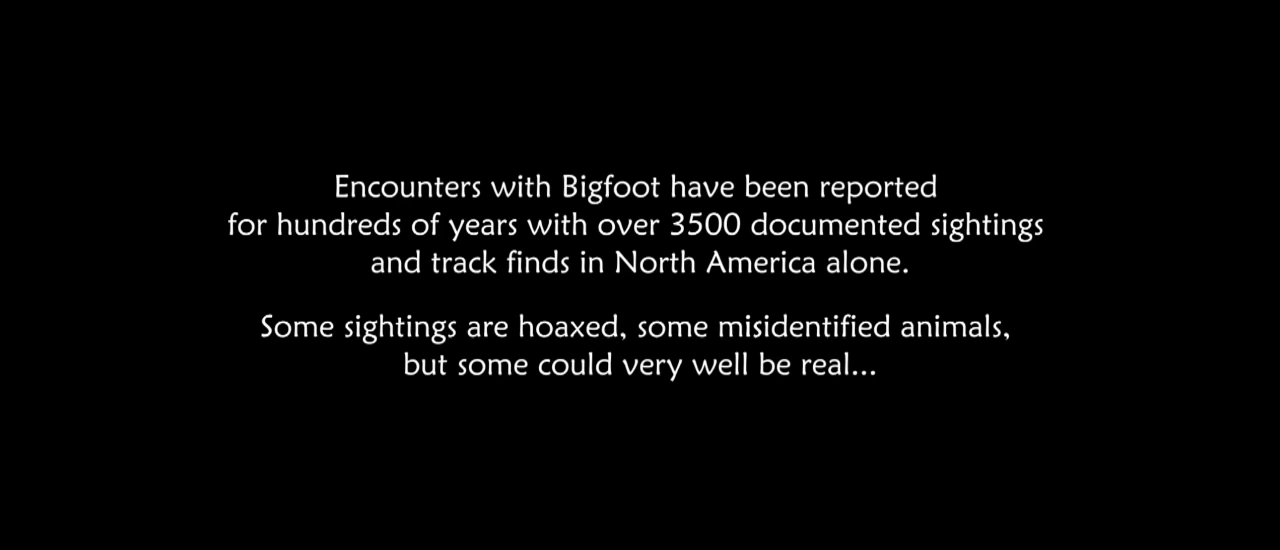 Encounters with Bigfoot have been reported
for hundreds of years with over 3500 documented sightings
and track finds in North America alone.
Some sightings are hoaxed, some misidentified animals,
but some could very well be real...